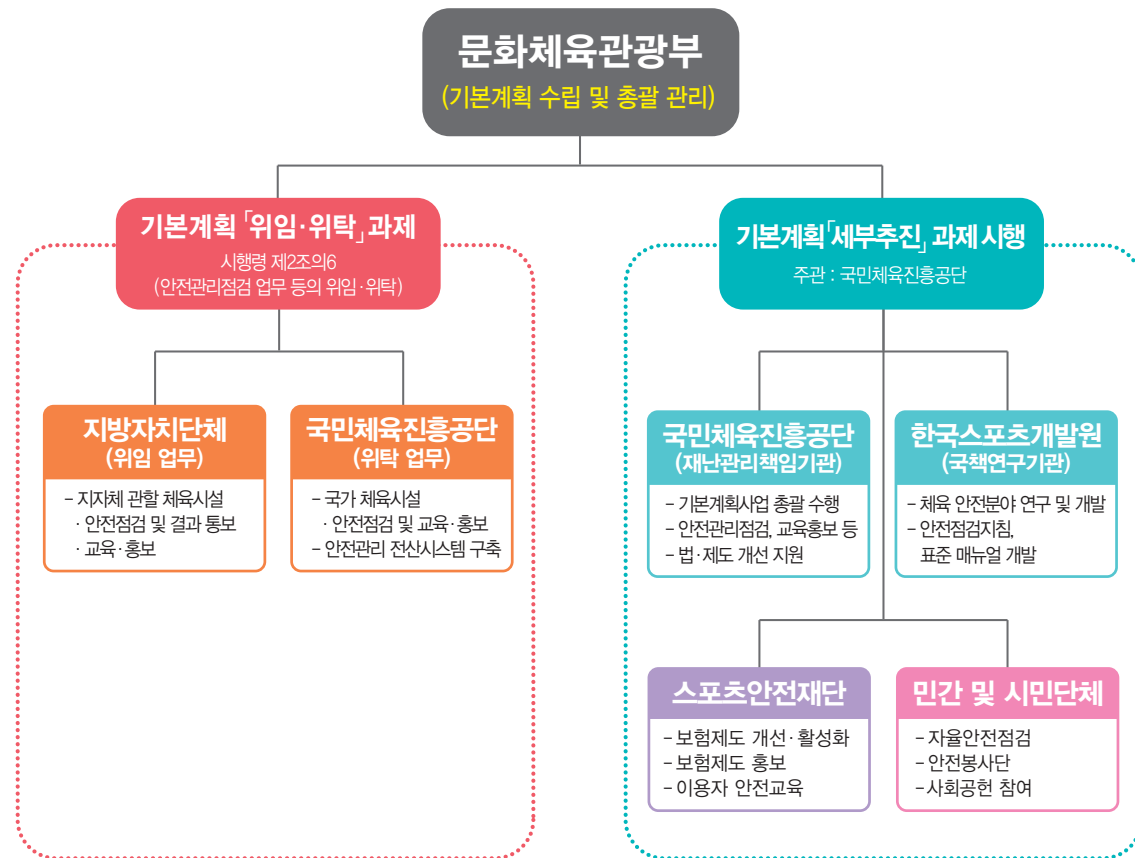 문화체육관광부
(기본계획 수립 및 총괄 관리)
기본계획 「위임·위탁」 과제
시행령 제2조의6
(안전관리점검 업무 등의 위임·위탁)
지방자치단체
(위임 업무)
- 지자체 관할 체육시설
· 안전점검 및 결과 통보
· 교육·홍보
국민체육진흥공단
(위탁 업무)
- 국가 체육시설
· 안전점검 및 교육·홍보
- 안전관리 전산시스템 구축
기본계획 「세부추진」 과제 시행
주관 : 국민체육진흥공단
국민체육진흥공단
(재난관리책임기관)
- 기본계획사업 총괄 수행
- 안전관리점검, 교육홍보 등
- 법·제도 개선 지원
한국스포츠개발원
(국책연구기관)
- 체육 안전분야 연구 및 개발
- 안전점검지침,
표준 매뉴얼 개발
스포츠안전재단
- 보험제도 개선·활성화
- 보험제도 홍보
- 이용자 안전교육
민간 및 시민단체
- 자율안전점검
- 안전봉사단
- 사회공헌 참여